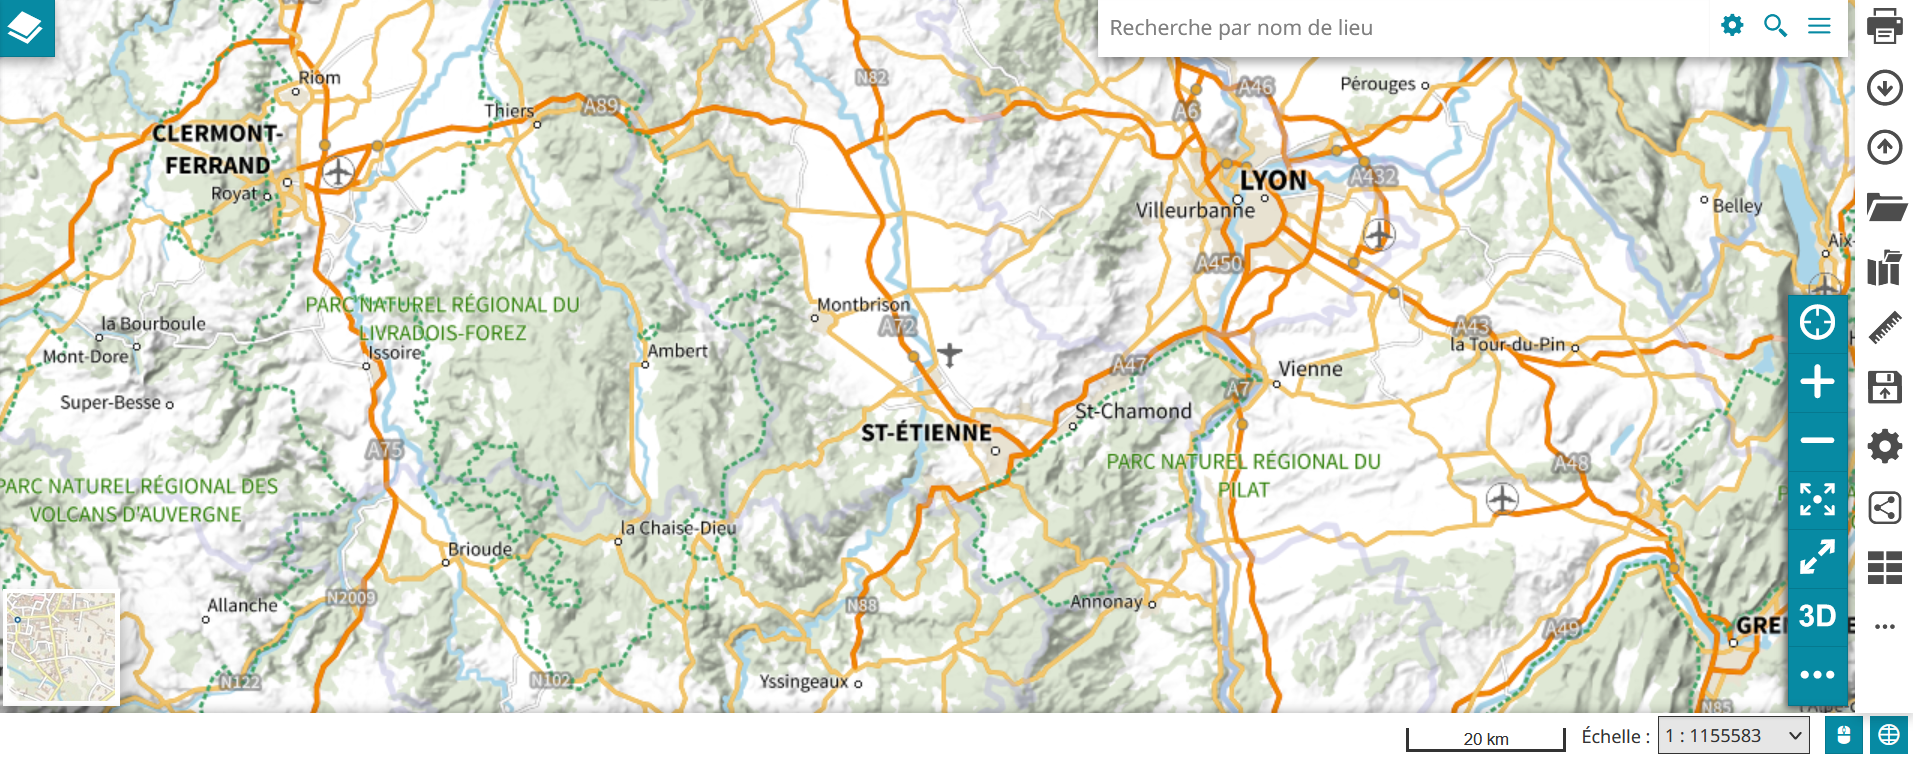 Recherche par nom de lieu
N82
A46
Pérouges
Riom
Thiers
A89
A6
CLERMONT-
FERRAND
Royat
LYON
A432
Villeurbanne
Belley
Aix-
A450
PARC NATUREL RÉGIONAL DU
LIVRADOIS-FOREZ
Montbrison
A72
la Bourboule
Mont-Dore
Issoire
Ambert
A43
la Tour-du-Pin
A47
Vienne
A7
Super-Besse
St-Chamond
ST-ÉTIENNE
A75
PARC NATUREL RÉGIONAL DU
PILAT
A48
PARC NATUREL RÉGIONAL DES
VOLCANS D'AUVERGNE
la Chaise-Dieu
Brioude
N2009
Allanche
N88
Annonay
A49
3D
GRE
N122
N102
Yssingeaux
N85
20 km
Échelle :
1 : 1155583